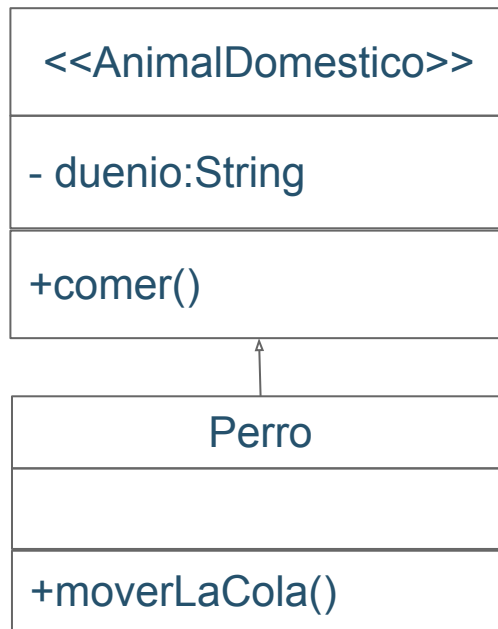 <<AnimalDomestico>>
- duenio:String
+comer()
Perro
+moverLaCola()